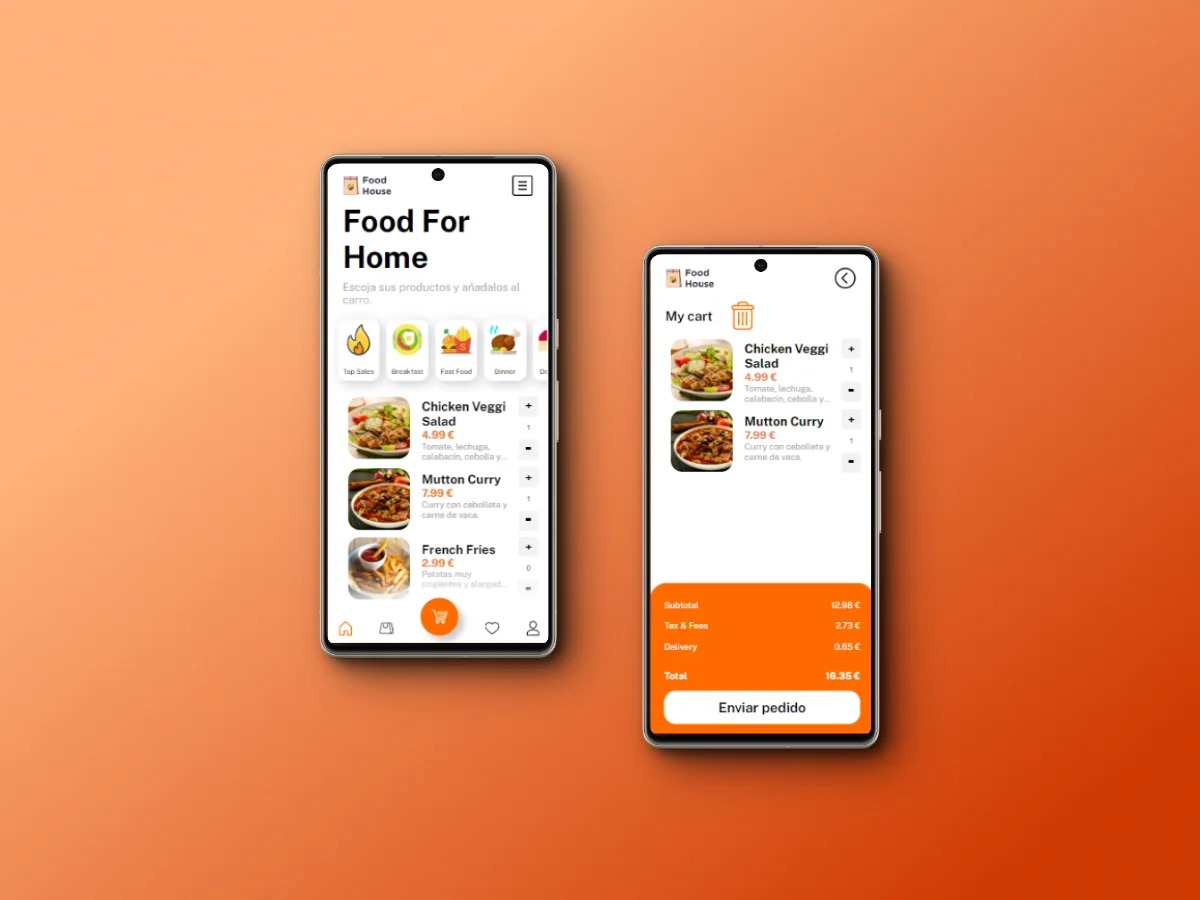 Food
House
Food For
Home
Escoja sus productos y añadalos al
carro.
Top Sales
Breakfast
Fast Food
Dinner
Chicken Veggi
Salad
4.99 €
Tomate, lechuga,
calabacin, cebolla y...
+
1
-
Mutton Curry
7.99 €
Curry con cebolleta y
carne de vaca.
+
1
-
French Fries
2.99 €
Patatas muy
crujientes y alargad...
+
0
-
Food
House
My cart
Chicken Veggi
Salad
4.99 €
Tomate, lechuga,
calabacin, cebolla y...
+
1
-
Mutton Curry
7.99 €
Curry con cebolleta y
carne de vaca.
+
1
-
Subtotal 12.98 €
Tax & Fees 2.73 €
Delivery 0.65 €
Total 16.35 €
Enviar pedido